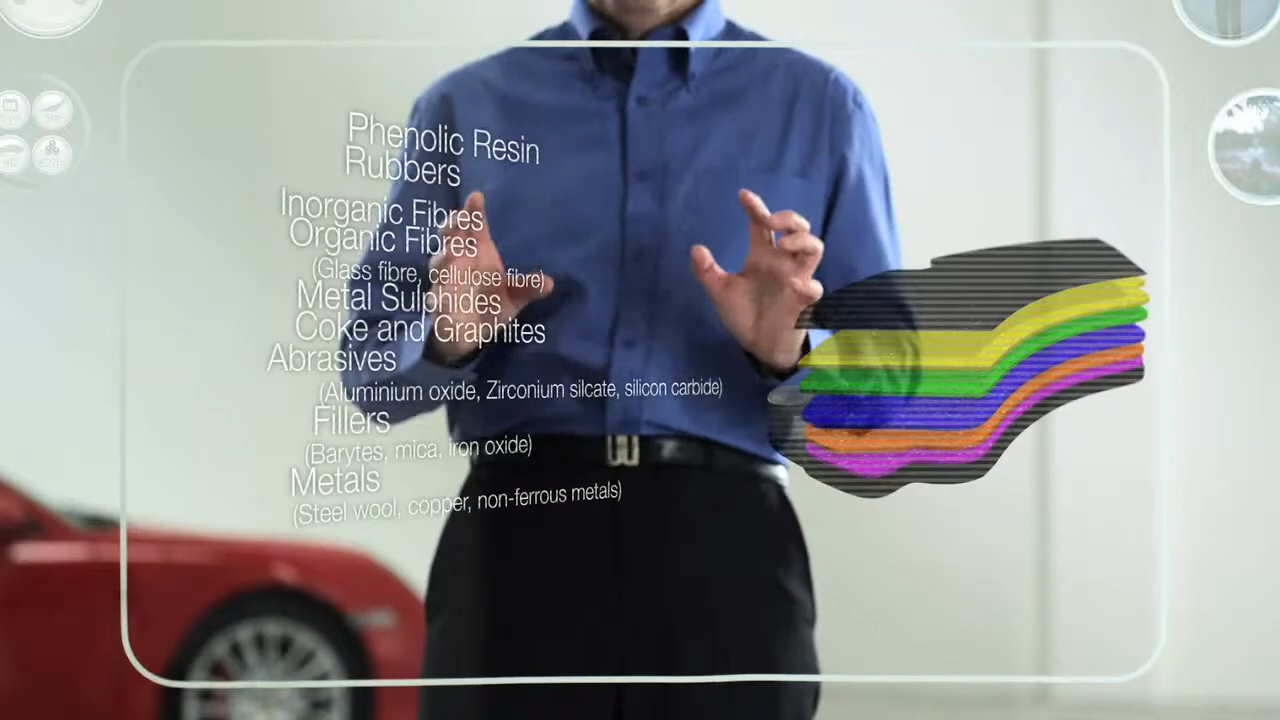 Phenolic Resin
Rubbers
Inorganic Fibres
Organic Fibres
(Glass fibre, cellulose fibre)
Metal Sulphides
Coke and Graphites
Abrasives
(Aluminium oxide, Zirconium silcate, silicon carbide)
Fillers
(Barytes, mica, iron oxide)
Metals
(Steel wool, copper, non-ferrous metals)